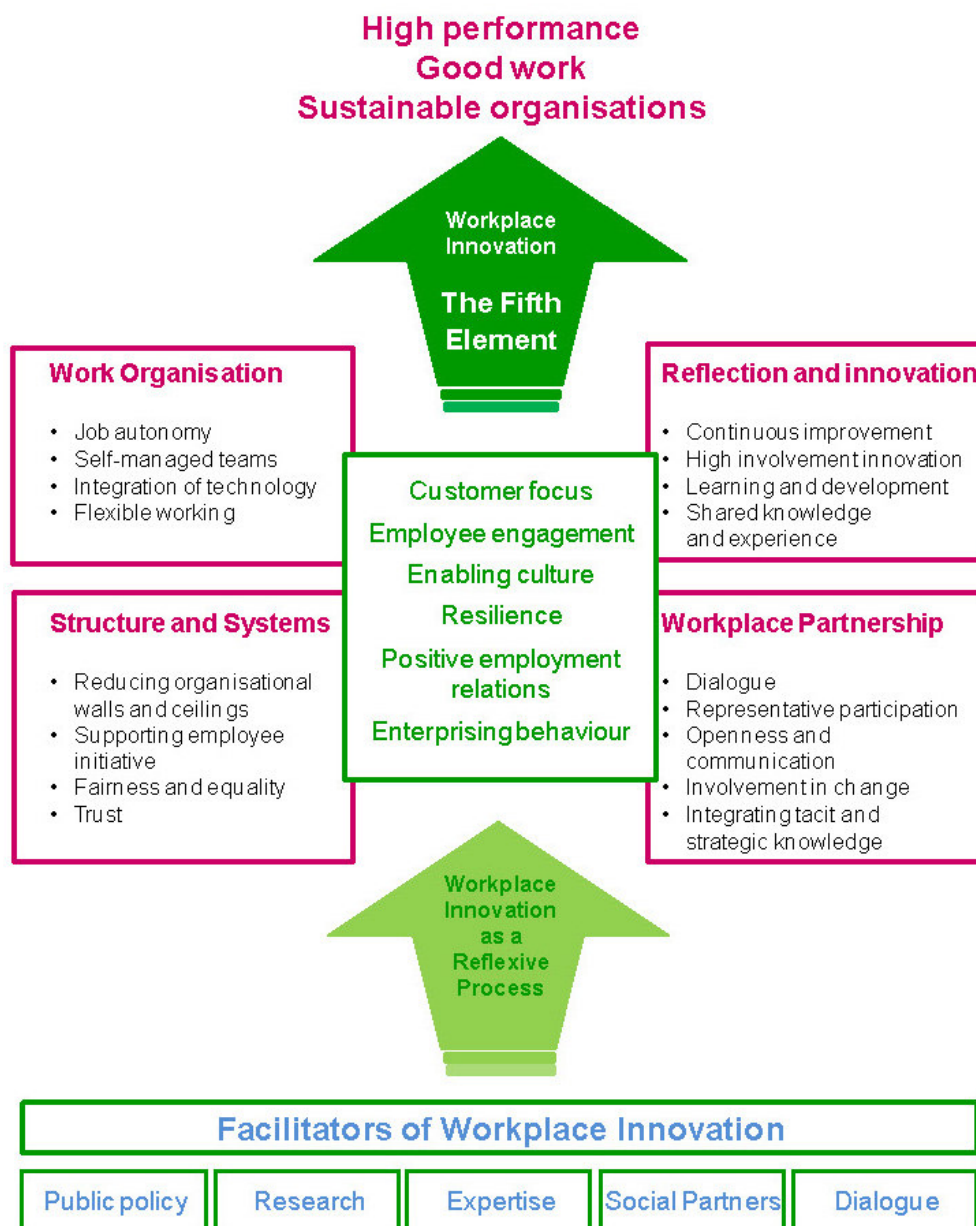 High performance
Good work
Sustainable organisations
Workplace
Innovation
The Fifth
Element
Work Organisation
• Job autonomy
• Self-managed teams
• Integration of technology
• Flexible working
Reflection and innovation
• Continuous improvement
• High involvement innovation
• Learning and development
• Shared knowledge
and experience
Customer focus
Employee engagement
Enabling culture
Resilience
Positive employment
relations
Enterprising behaviour
Structure and Systems
• Reducing organisational
walls and ceilings
• Supporting employee
initiative
• Fairness and equality
• Trust
Workplace Partnership
• Dialogue
• Representative participation
• Openness and
communication
• Involvement in change
• Integrating tacit and
strategic knowledge
Workplace
Innovation
as a
Reflexive
Process
Facilitators of Workplace Innovation
Public policy
Research
Expertise
Social Partners
Dialogue